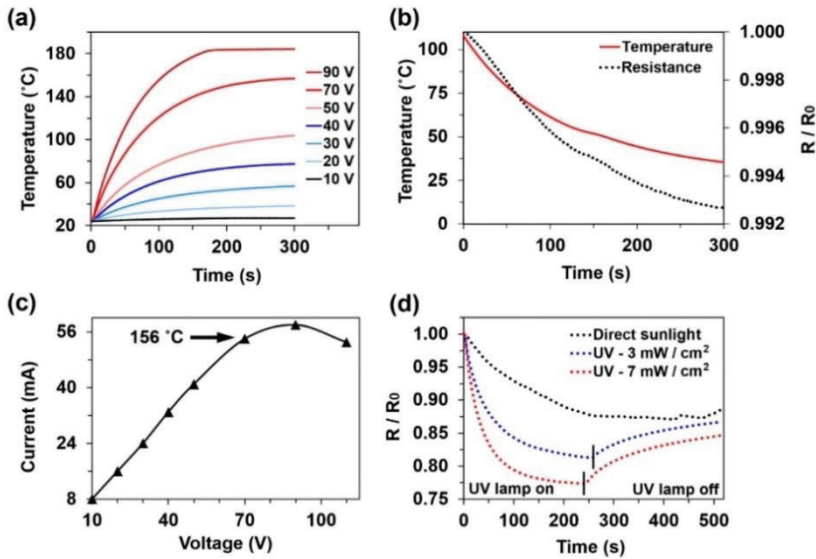 (a)
180
140
100
60
20
Temperature (˚C)
90 V
70 V
50 V
40 V
30 V
20 V
10 V
0 100 200 300
Time (s)
(b)
100
75
50
25
0
Temperature (˚C)
Temperature
Resistance
1.000
0.998
0.996
0.994
0.992
R / R0
0 100 200 300
Time (s)
(c)
56
40
24
8
Current (mA)
156 ˚C
10 40 70 100
Voltage (V)
(d)
1.00
0.95
0.90
0.85
0.80
0.75
R / R0
Direct sunlight
UV - 3 mW / cm²
UV - 7 mW / cm²
UV lamp on UV lamp off
0 100 200 300 400 500
Time (s)